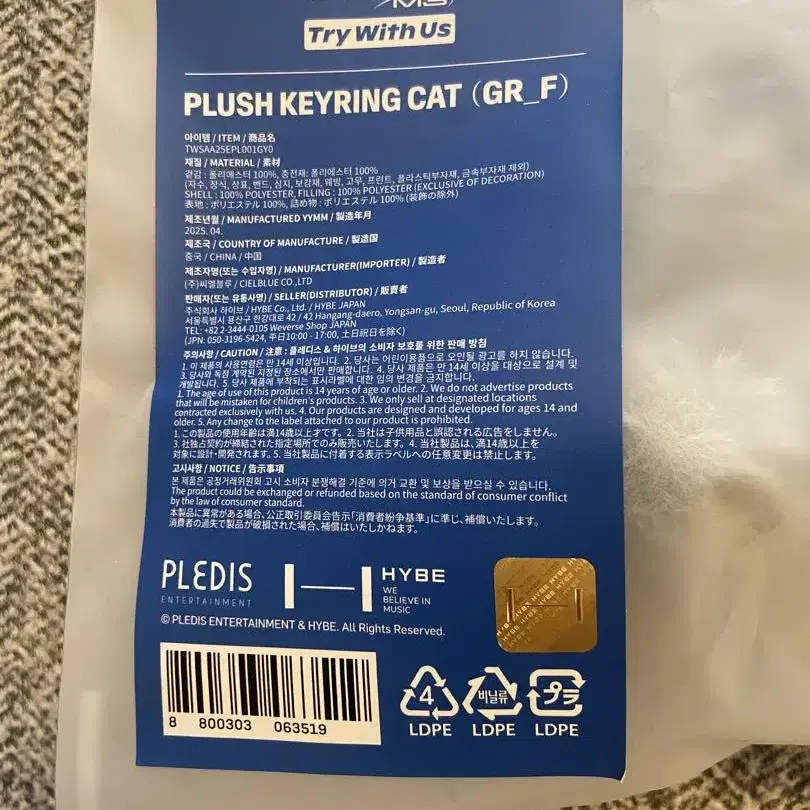 Try With Us
PLUSH KEYRING CAT (GR_F)
아이템 / ITEM / 商品名
TWSAA25EPL001GY0
재질 / MATERIAL / 素材
겉감 : 폴리에스터 100%, 충전재: 폴리에스터 100%
(자수, 장식, 상표, 밴드, 심지, 보강재, 웨빙, 고무, 프린트, 플라스틱부자재, 금속부자재 제외)
SHELL : 100% POLYESTER, FILLING : 100% POLYESTER (EXCLUSIVE OF DECORATION)
表地 : ポリエステル 100%, 詰め物 : ポリエステル 100% (装飾の除外)
제조년월 / MANUFACTURED YYMM / 製造年月
2025. 04.
제조국 / COUNTRY OF MANUFACTURE / 製造国
중국 / CHINA / 中国
제조자명(또는 수입자명) / MANUFACTURER(IMPORTER) / 製造者
(주)씨엘블루 / CIELBLUE CO.,LTD
판매자(또는 유통사명) / SELLER(DISTRIBUTOR) / 販賣者
주식회사 하이브 / HYBE Co., Ltd. / HYBE JAPAN
서울특별시 용산구 한강대로 42 / 42 Hangang-daero, Yongsan-gu, Seoul, Republic of Korea
TEL: +82 2-3444-0105 Weverse Shop JAPAN
(JPN: 050-3196-5424, 平日10:00 - 17:00, 土日祝日を除く)
주의사항 / CAUTION / 注意 : 플레디스 & 하이브의 소비자 보호를 위한 판매 방침
1. 이 제품의 사용연령은 만 14세 이상입니다. 2. 당사는 어린이용품으로 오인될 광고를 하지 않습니다.
3. 당사와 독점 계약된 지정된 장소에서만 판매합니다. 4. 당사 제품은 만 14세 이상을 대상으로 설계 및
개발됩니다. 5. 당사 제품에 부착되는 표시라벨에 대한 임의 변경을 금지합니다.
1. The age of use of this product is 14 years of age or older. 2. We do not advertise products
that will be mistaken for children's products. 3. We only sell at designated locations
contracted exclusively with us. 4. Our products are designed and developed for ages 14 and
older. 5. Any change to the label attached to our product is prohibited.
1. この製品の使用年齢は満14歳以上才です。2. 当社は子供用品と誤認される広告をしません。
3. 社独占契約が締結された指定場所でのみ販売いたします。4. 当社製品は、満14歳以上を
対象に設計・開発されます。5. 当社製品に付着する表示ラベルへの任意変更は禁止します。
고시사항 / NOTICE / 告示事項
본 제품은 공정거래위원회 고시 소비자 분쟁해결 기준에 의거 교환 및 보상을 받으실 수 있습니다.
The product could be exchanged or refunded based on the standard of consumer conflict
by the law of consumer standard.
本製品に異常がある場合、公正取引委員会告示「消費者紛争基準」に準じ、補償いたします。
消費者の過失で製品が破損された場合、補償はいたしかねます。
PLEDIS
ENTERTAINMENT
HYBE
WE
BELIEVE IN
MUSIC
© PLEDIS ENTERTAINMENT & HYBE. All Rights Reserved.
8 800303 063519
4
LDPE
비닐류
LDPE
プラ
LDPE